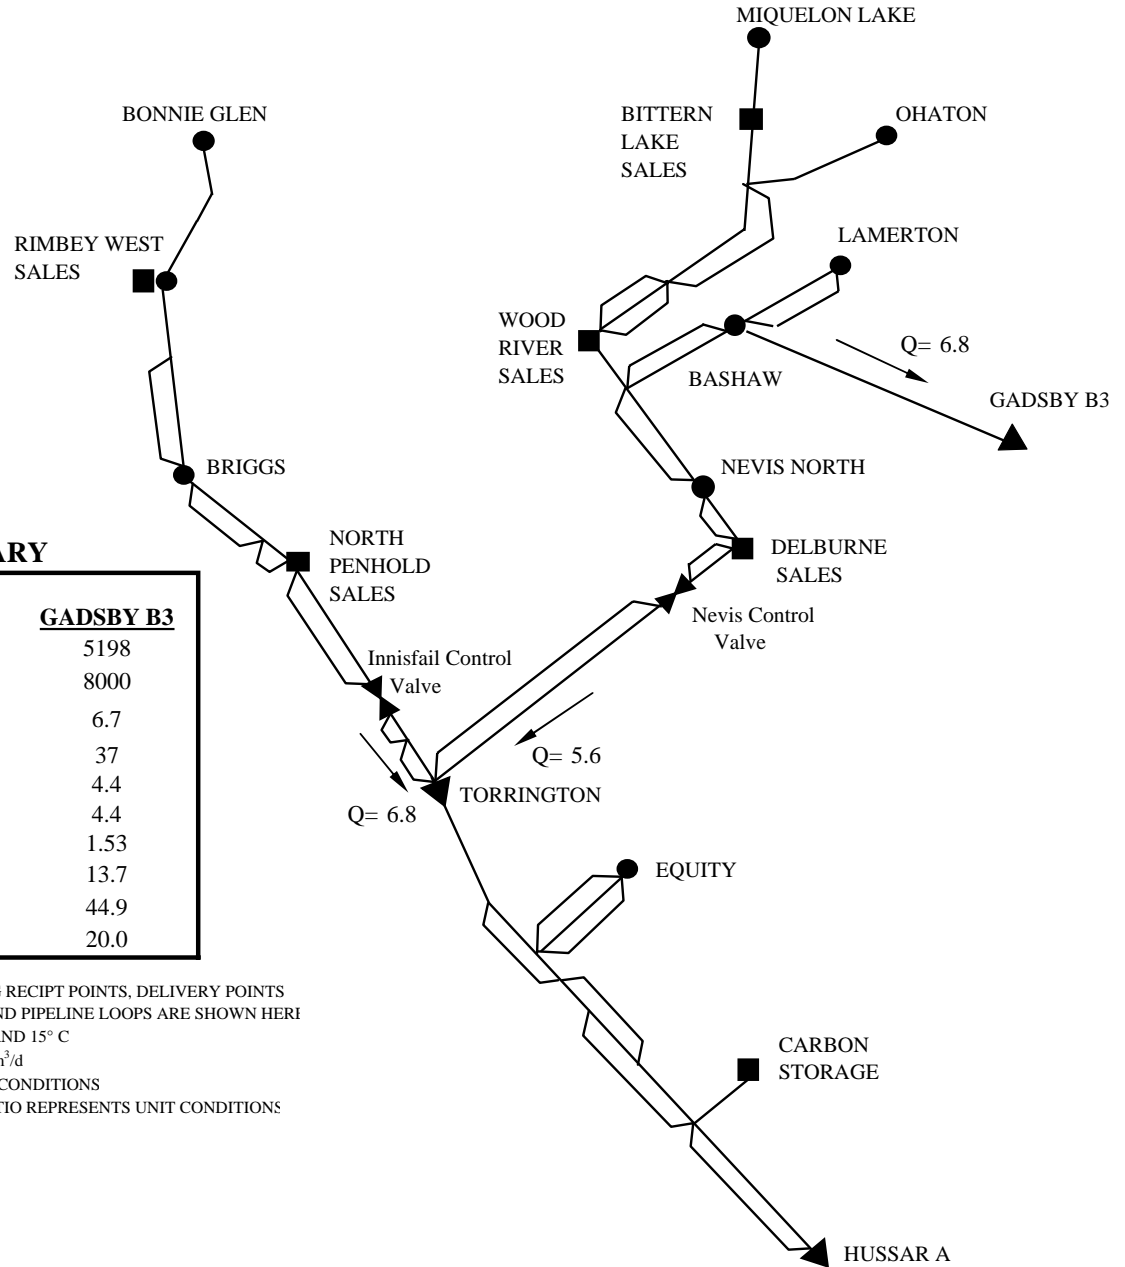 MIQUELON LAKE
BONNIE GLEN
BITTERN
LAKE
SALES
OHATON
RIMBEY WEST
SALES
LAMERTON
WOOD
RIVER
SALES
Q= 6.8
BASHAW
GADSBY B3
BRIGGS
NEVIS NORTH
NORTH
PENHOLD
SALES
DELBURNE
SALES
ARY
GADSBY B3
5198
8000
6.7
37
4.4
4.4
1.53
13.7
44.9
20.0
Nevis Control
Valve
Innisfail Control
Valve
Q= 5.6
Q= 6.8
TORRINGTON
EQUITY
G RECIPT POINTS, DELIVERY POINTS
ND PIPELINE LOOPS ARE SHOWN HERE
AND 15° C
m³/d
CONDITIONS
TIO REPRESENTS UNIT CONDITIONS
CARBON
STORAGE
HUSSAR A